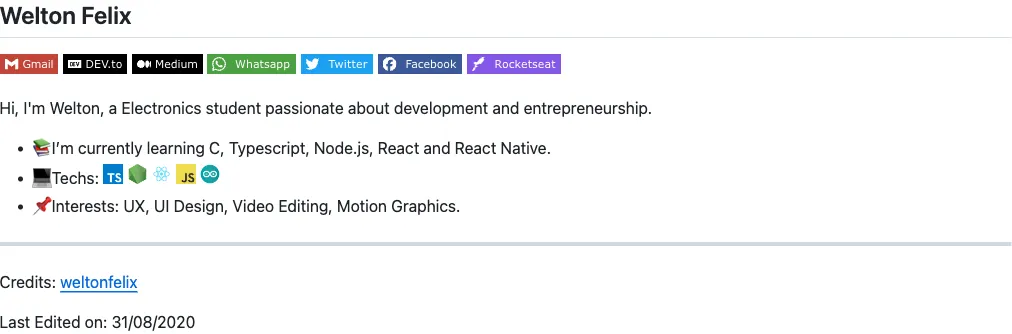 Welton Felix
Gmail DEV.to Medium Whatsapp Twitter Facebook Rocketseat
Hi, I'm Welton, a Electronics student passionate about development and entrepreneurship.
I'm currently learning C, Typescript, Node.js, React and React Native.
Techs: TS JS
Interests: UX, UI Design, Video Editing, Motion Graphics.
Credits: weltonfelix
Last Edited on: 31/08/2020